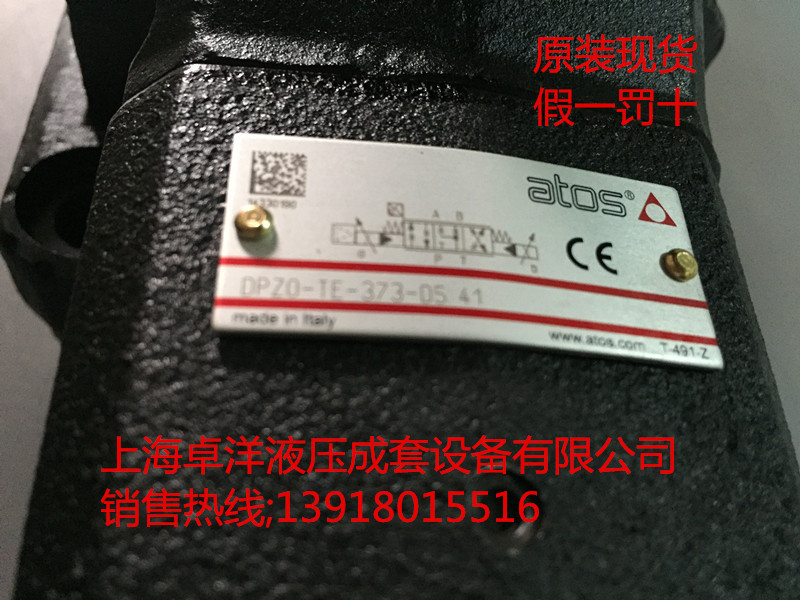 原装现货
假一罚十
atos®
A B
P T
CE
DPZO-TE-373-D5 41
made in Italy
www.atos.com T-491-Z
上海卓洋液压成套设备有限公司
销售热线;13918015516